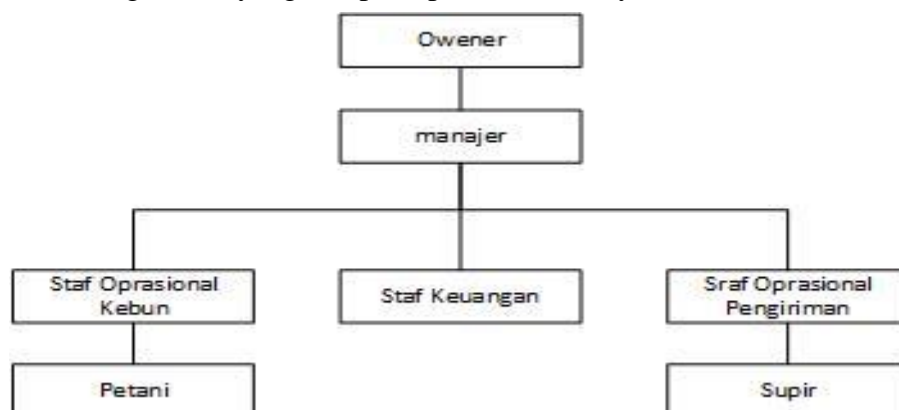 Owener
manajer
Staf Oprasional
Kebun
Staf Keuangan
Sraf Oprasional
Pengiriman
Petani
Supir